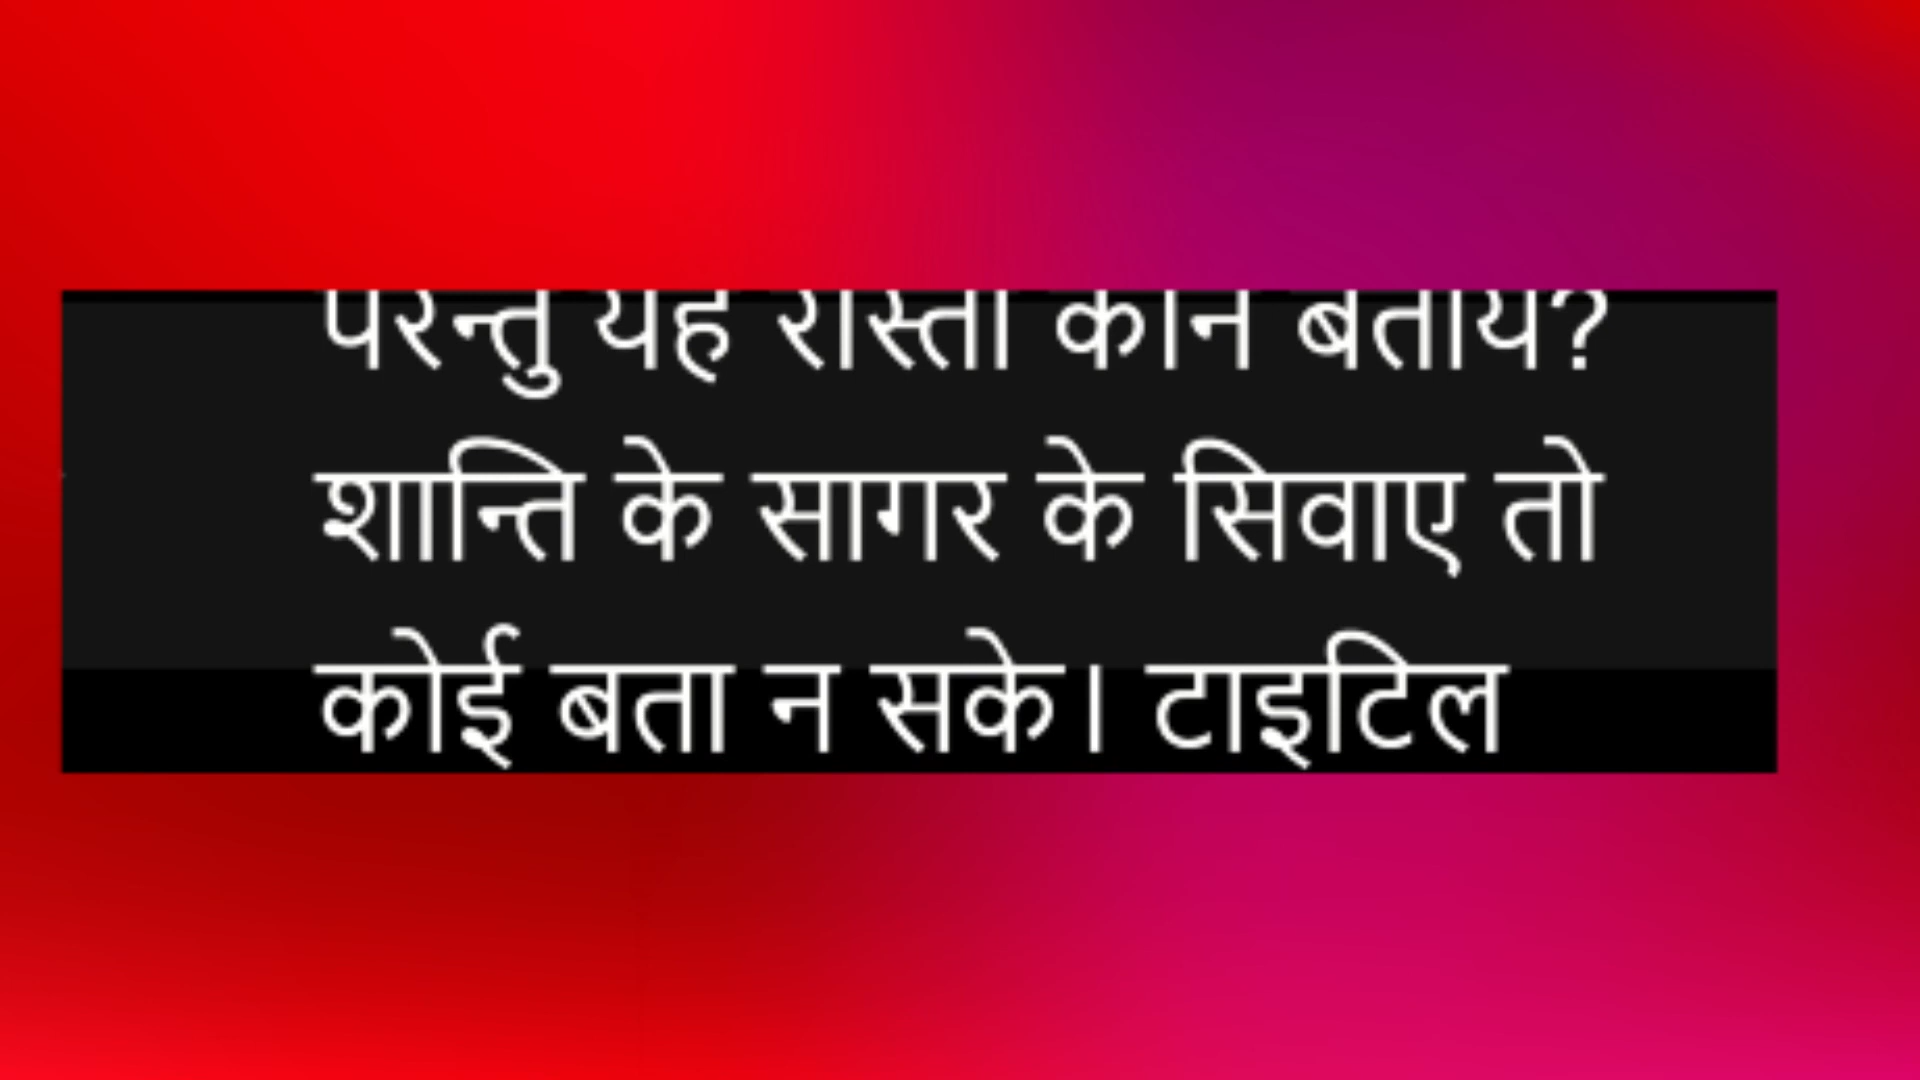 परन्तु यह रास्ता कौन बताये?
शान्ति के सागर के सिवाए तो
कोई बता न सके। टाइटिल